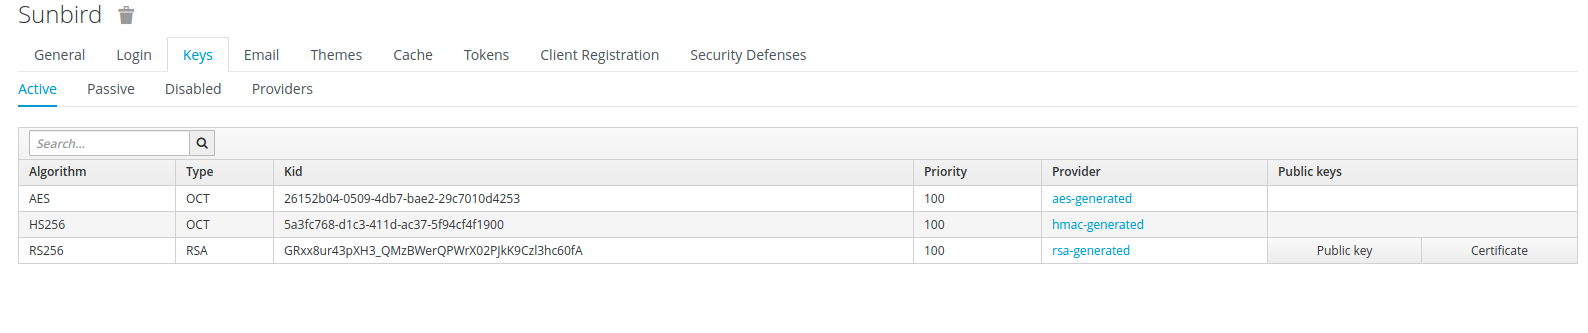 Sunbird
General Login Keys Email Themes Cache Tokens Client Registration Security Defenses
Active Passive Disabled Providers
Search...
Algorithm Type Kid Priority Provider Public keys
AES OCT 26152b04-0509-4db7-bae2-29c7010d4253 100 aes-generated
HS256 OCT 5a3fc768-d1c3-411d-ac37-5f94cf4f1900 100 hmac-generated
RS256 RSA GRxx8ur43pXH3_QMzBWerQPWrX02PJkK9Czl3hc60fA 100 rsa-generated Public key Certificate